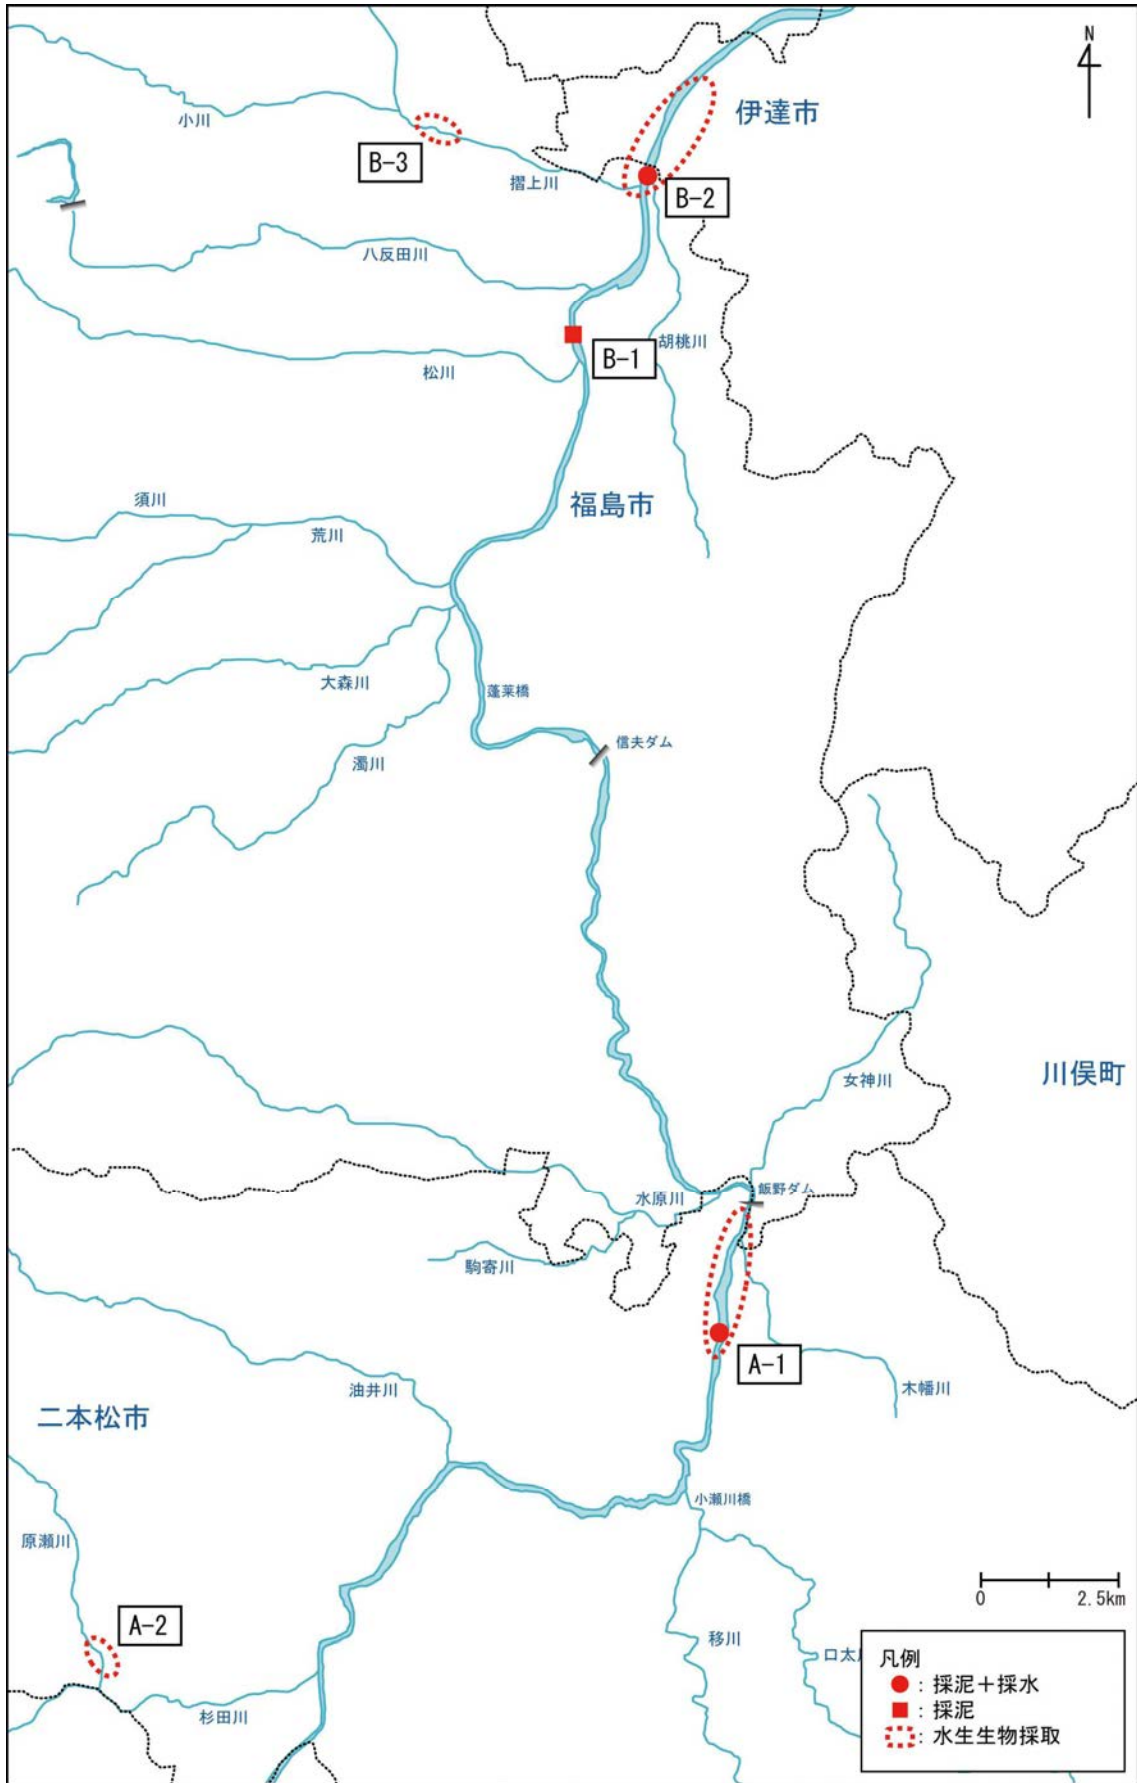 N
伊達市
小川
B-3
摺上川
B-2
八反田川
胡桃川
B-1
松川
須川
福島市
荒川
大森川
蓬莱橋
信夫ダム
濁川
川俣町
女神川
飯野ダム
水原川
駒寄川
A-1
油井川
木幡川
二本松市
小瀬川橋
原瀬川
0 2.5km
A-2
移川
口太
杉田川
凡例
：採泥＋採水
：採泥
：水生生物採取